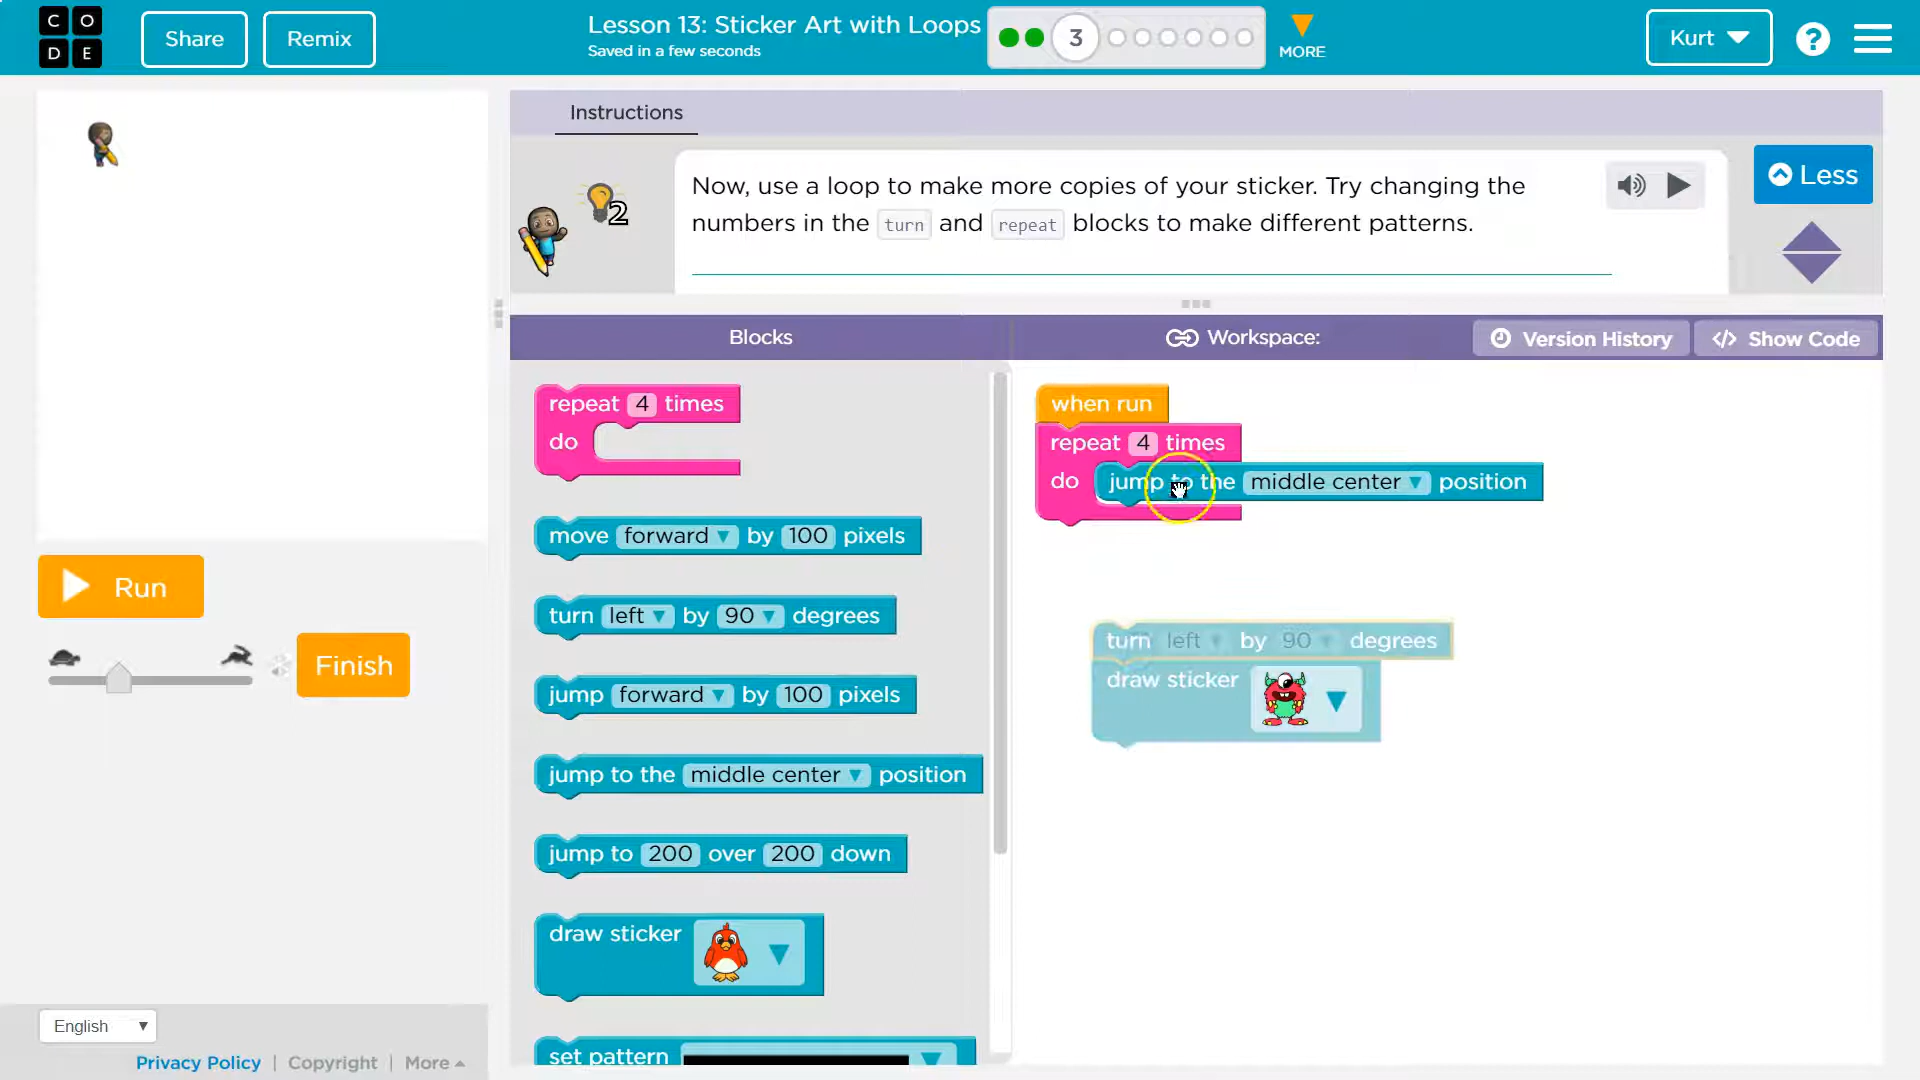 C O
D E
Share
Remix
Lesson 13: Sticker Art with Loops
Saved in a few seconds
3
MORE
Kurt
?
Instructions
2
Now, use a loop to make more copies of your sticker. Try changing the
numbers in the turn and repeat blocks to make different patterns.
Less
Blocks
Workspace:
Version History
</> Show Code
repeat 4 times
do
move forward by 100 pixels
turn left by 90 degrees
jump forward by 100 pixels
jump to the middle center position
jump to 200 over 200 down
draw sticker
set pattern
when run
repeat 4 times
do jump to the middle center position
turn left by 90 degrees
draw sticker
Run
Finish
English
Privacy Policy | Copyright | More